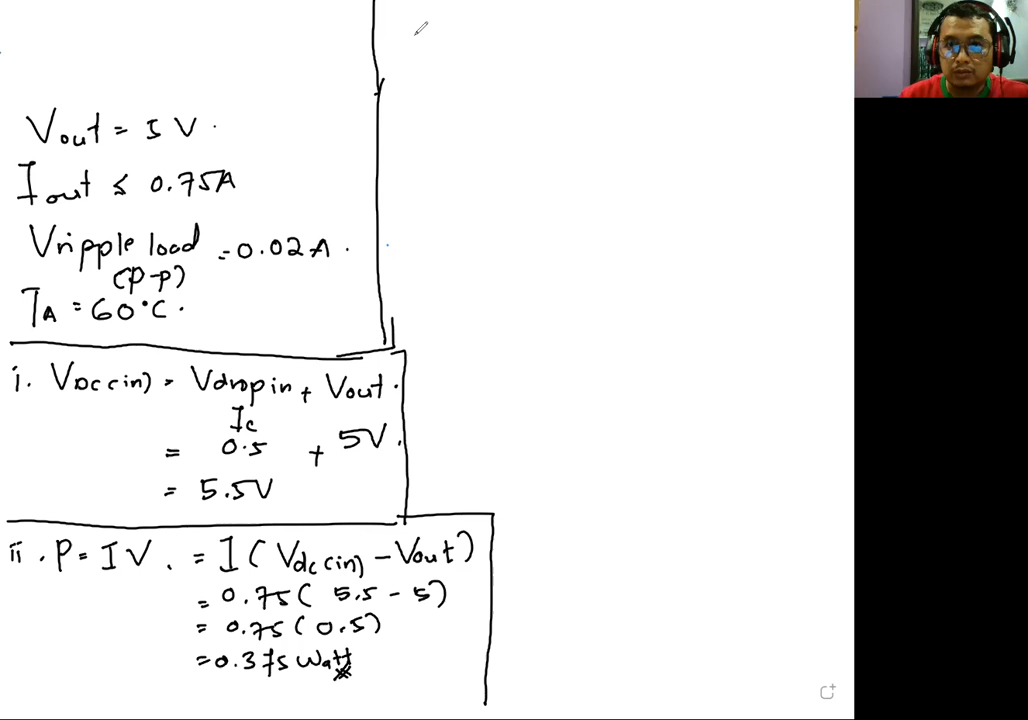 Vout = 5 V.
Iout ≤ 0.75A
Vripple load = 0.02A.
(P-P)
TA = 60°C.
i. VDC(in) = Vdropin + Vout.
Ic
= 0.5 + 5V.
= 5.5V
ii. P = IV. = I (Vdc(in) - Vout)
= 0.75( 5.5 - 5)
= 0.75 (0.5)
= 0.375 Watt